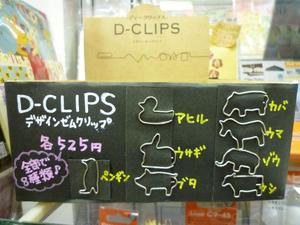 ディークリップス
D-CLIPS
D-CLIPS
デザインゼムクリップ
各525円
全部で
8種類♪
アヒル
ウサギ
ペンギン
ブタ
カバ
ウマ
ゾウ
ウシ